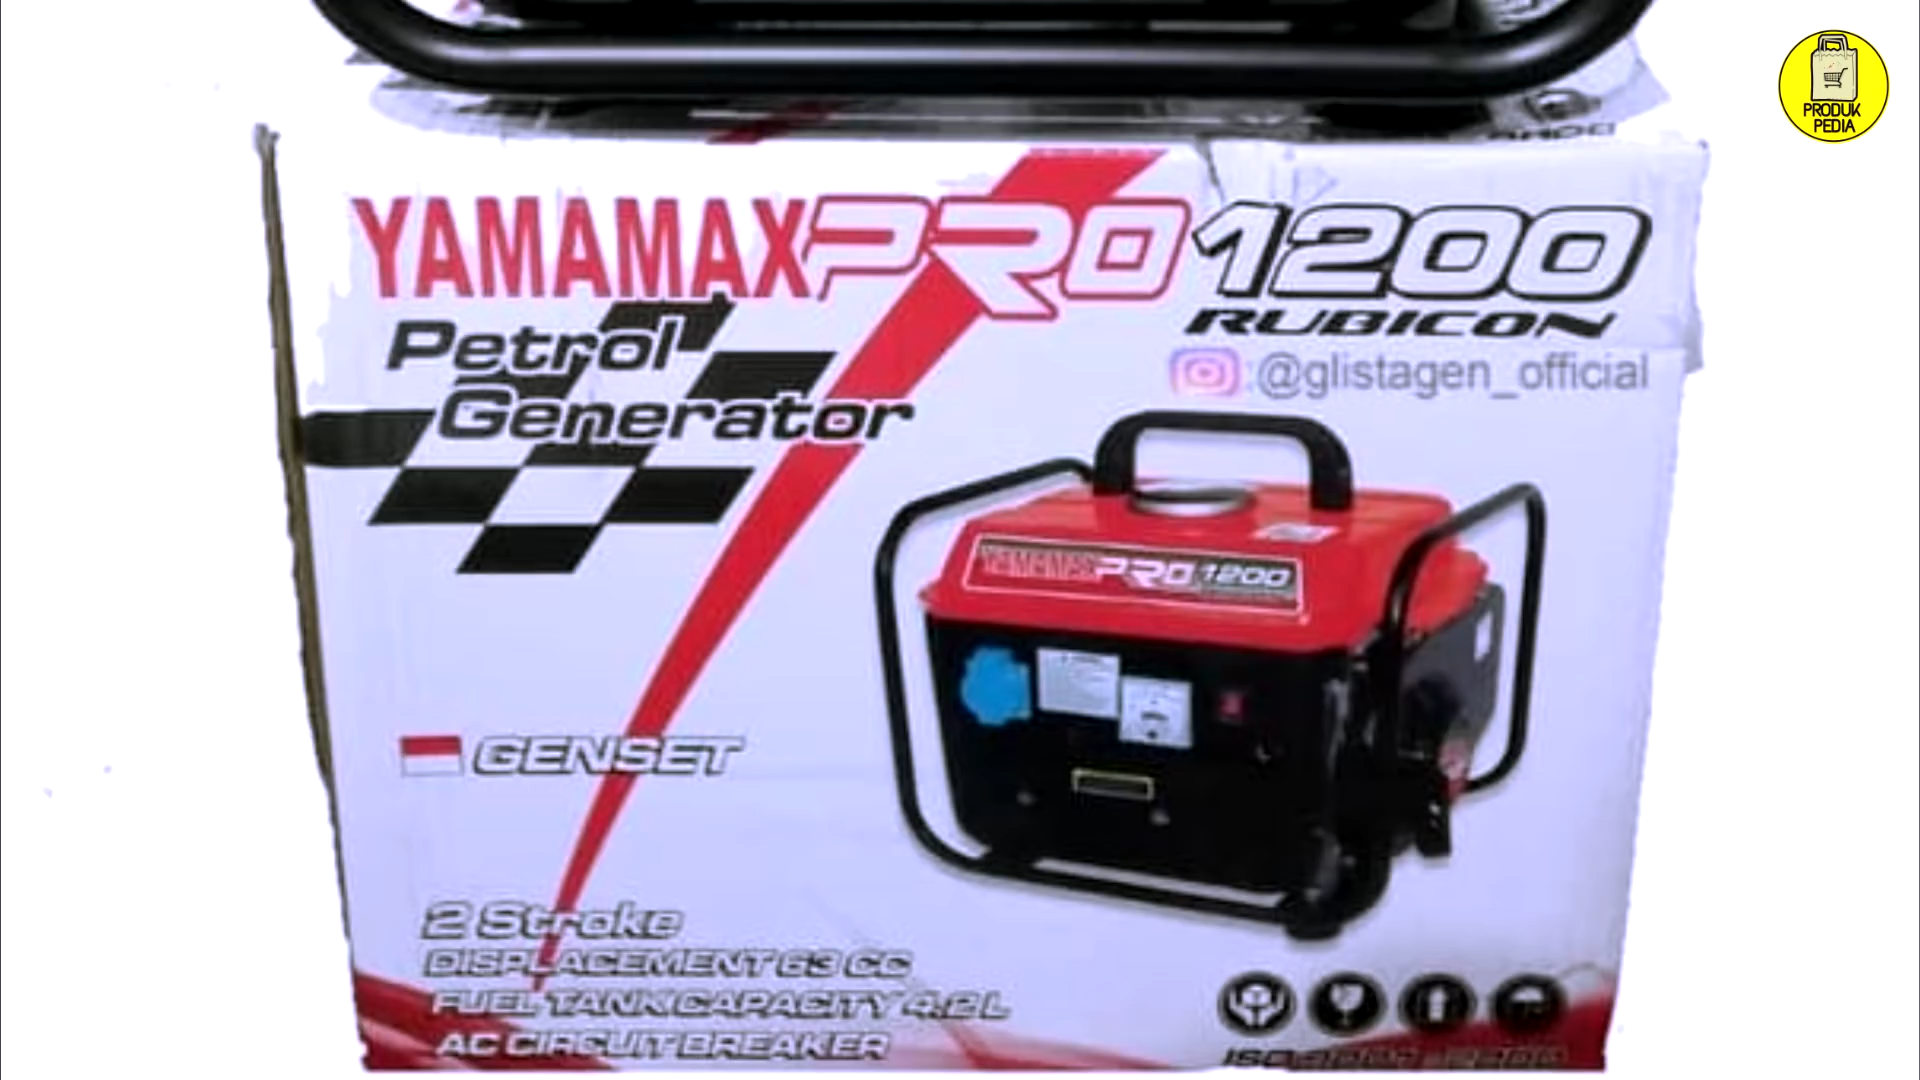 PRODUK
PEDIA
YAMAMAX PRO 1200
RUBICON
Petrol
Generator
@glistagen_official
YAMAMAX PRO 1200
GENSET
2 Stroke
DISPLACEMENT 63 CC
FUEL TANK CAPACITY 4.2 L
AC CIRCUIT BREAKER